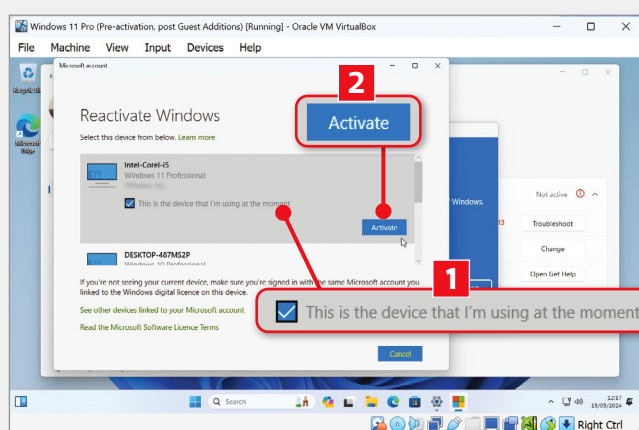 Windows 11 Pro (Pre-activation, post Guest Additions) [Running] - Oracle VM VirtualBox
File Machine View Input Devices Help
Microsoft account
Recycle Bin
Microsoft
Edge
Reactivate Windows
Select this device from below. Learn more
2
Activate
Intel-Corel-i5
Windows 11 Professional
This is the device that I'm using at the moment
Activate
DESKTOP-487MS2P
Windows 10 Professional
Windows.
Not active
Troubleshoot
Change
Open Get Help
If you're not seeing your current device, make sure you're signed in with the same Microsoft account you
linked to the Windows digital licence on this device.
1
This is the device that I'm using at the moment
See other devices linked to your Microsoft account
Read the Microsoft Software Licence Terms
Cancel
Search
12:17
15/05/2024
Right Ctrl